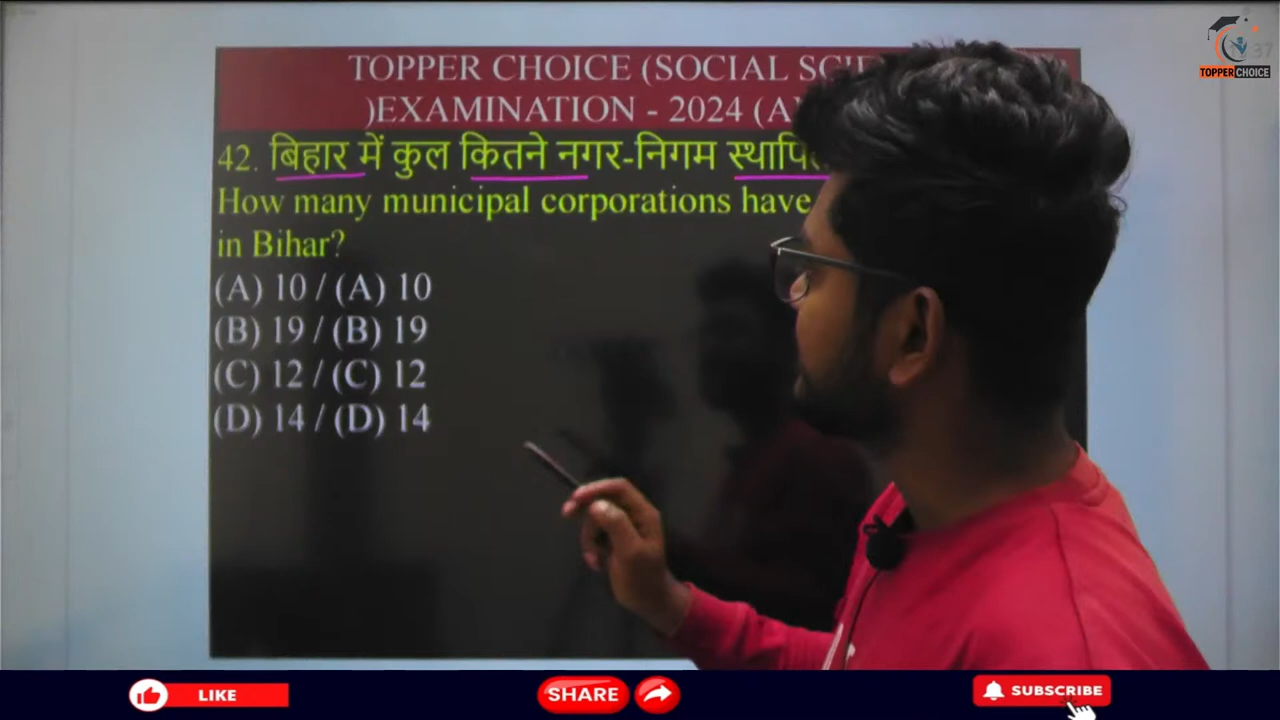 TOPPER CHOICE (SOCIAL
)EXAMINATION - 2024
42. बिहार में कुल कितने नगर-निगम
How many municipal corporations have
in Bihar?
(A) 10 / (A) 10
(B) 19 / (B) 19
(C) 12 / (C) 12
(D) 14 / (D) 14
37
TOPPER CHOICE
LIKE
SHARE
SUBSCRIBE